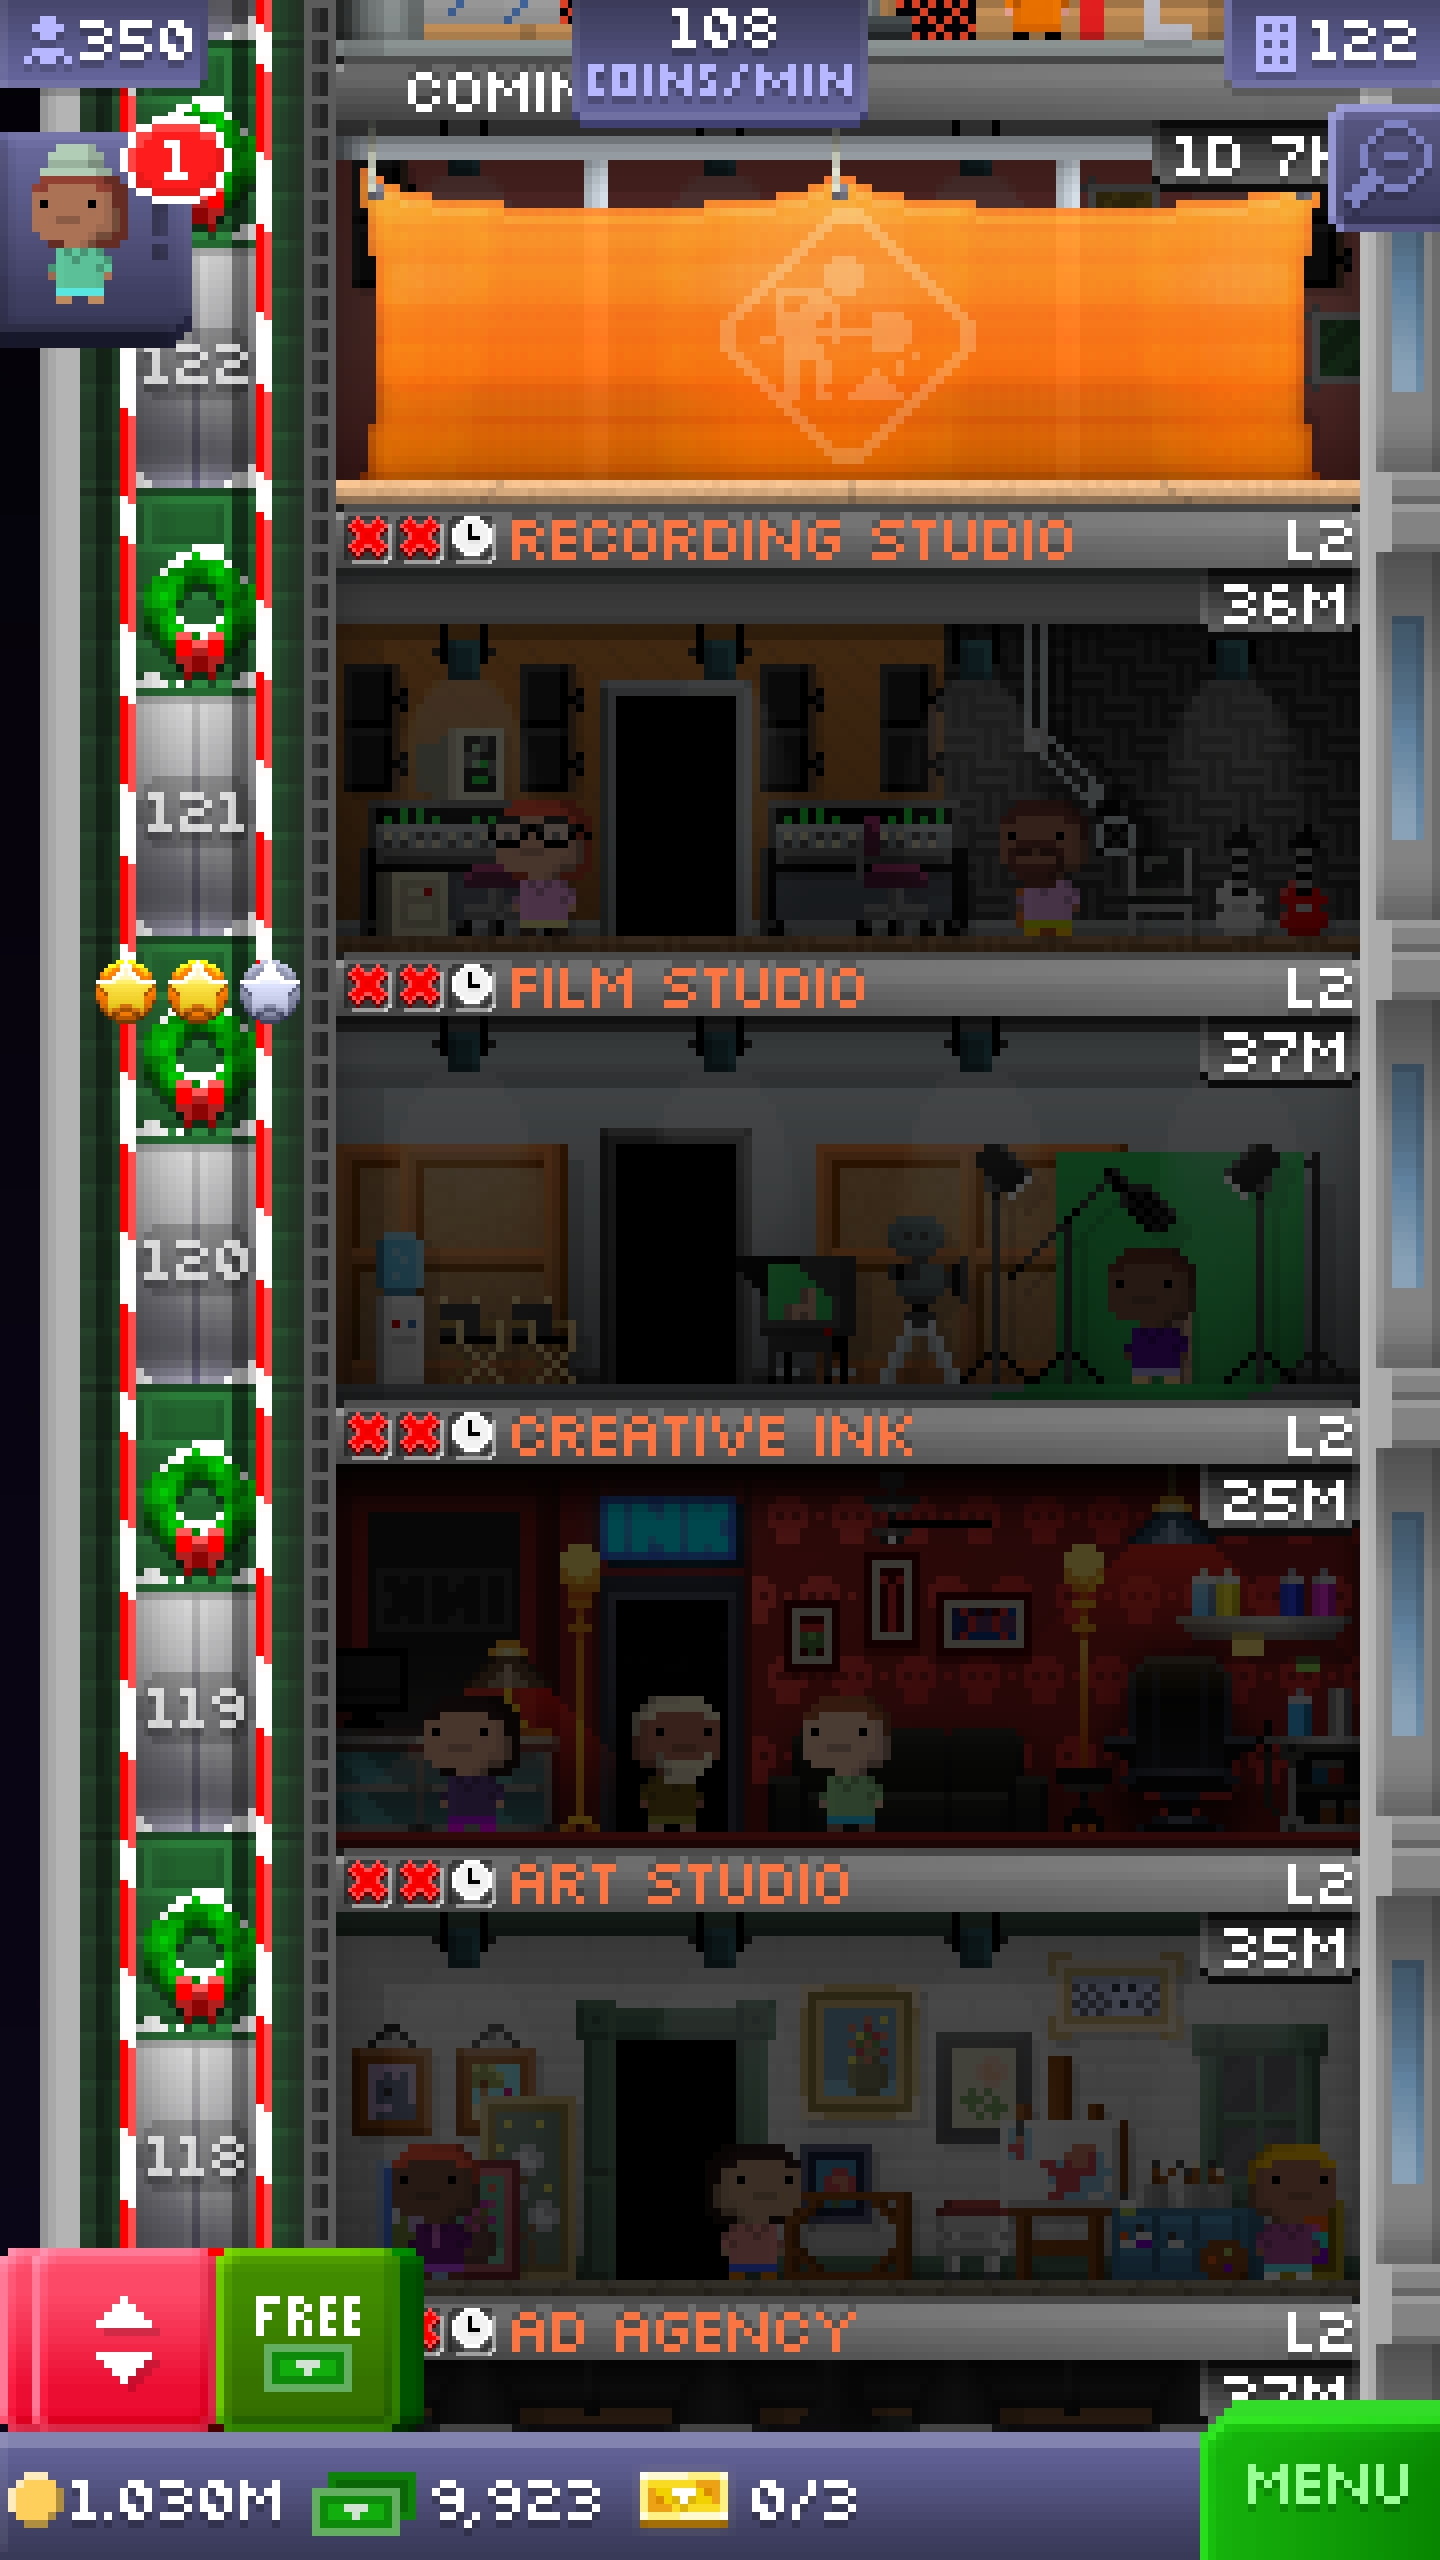 350
108
COINS/MIN
122
COMIN
1
1D 7H
122
RECORDING STUDIO L2
36M
121
FILM STUDIO L2
37M
120
CREATIVE INK L2
25M
INK
119
ART STUDIO L2
35M
118
FREE
AD AGENCY L2
37M
1.030M 9,923 0/3
MENU